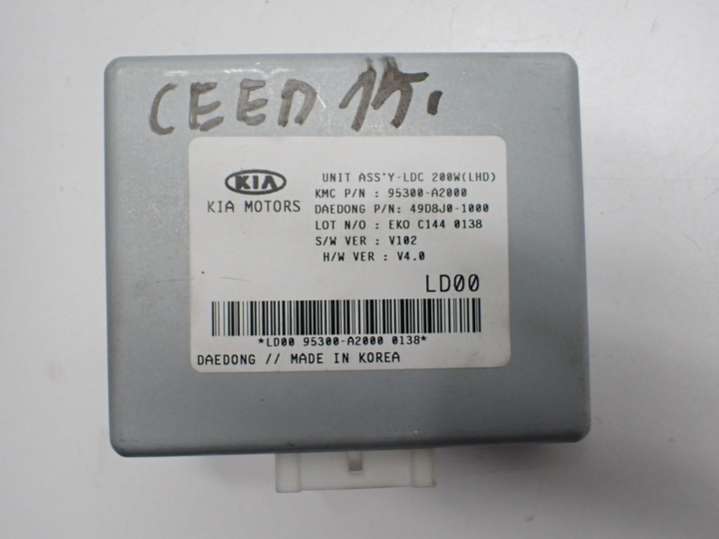 CEED 15.
KIA
KIA MOTORS
UNIT ASS'Y-LDC 200W(LHD)
KMC P/N : 95300-A2000
DAEDONG P/N: 49D8J0-1000
LOT N/O : EKO C144 0138
S/W VER : V102
H/W VER : V4.0
LD00
*LD00 95300-A2000 0138*
DAEDONG // MADE IN KOREA